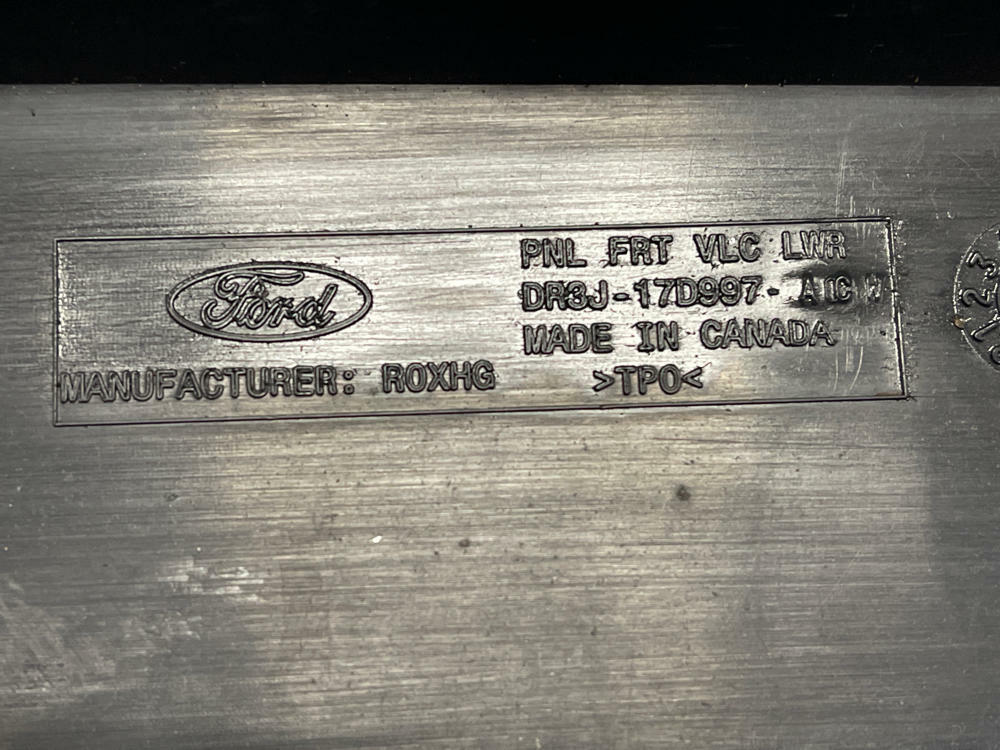 Ford
PNL FRT VLC LWR
DR3J-17D997-
MADE IN CANADA
MANUFACTURER: ROXHG
>TPO<